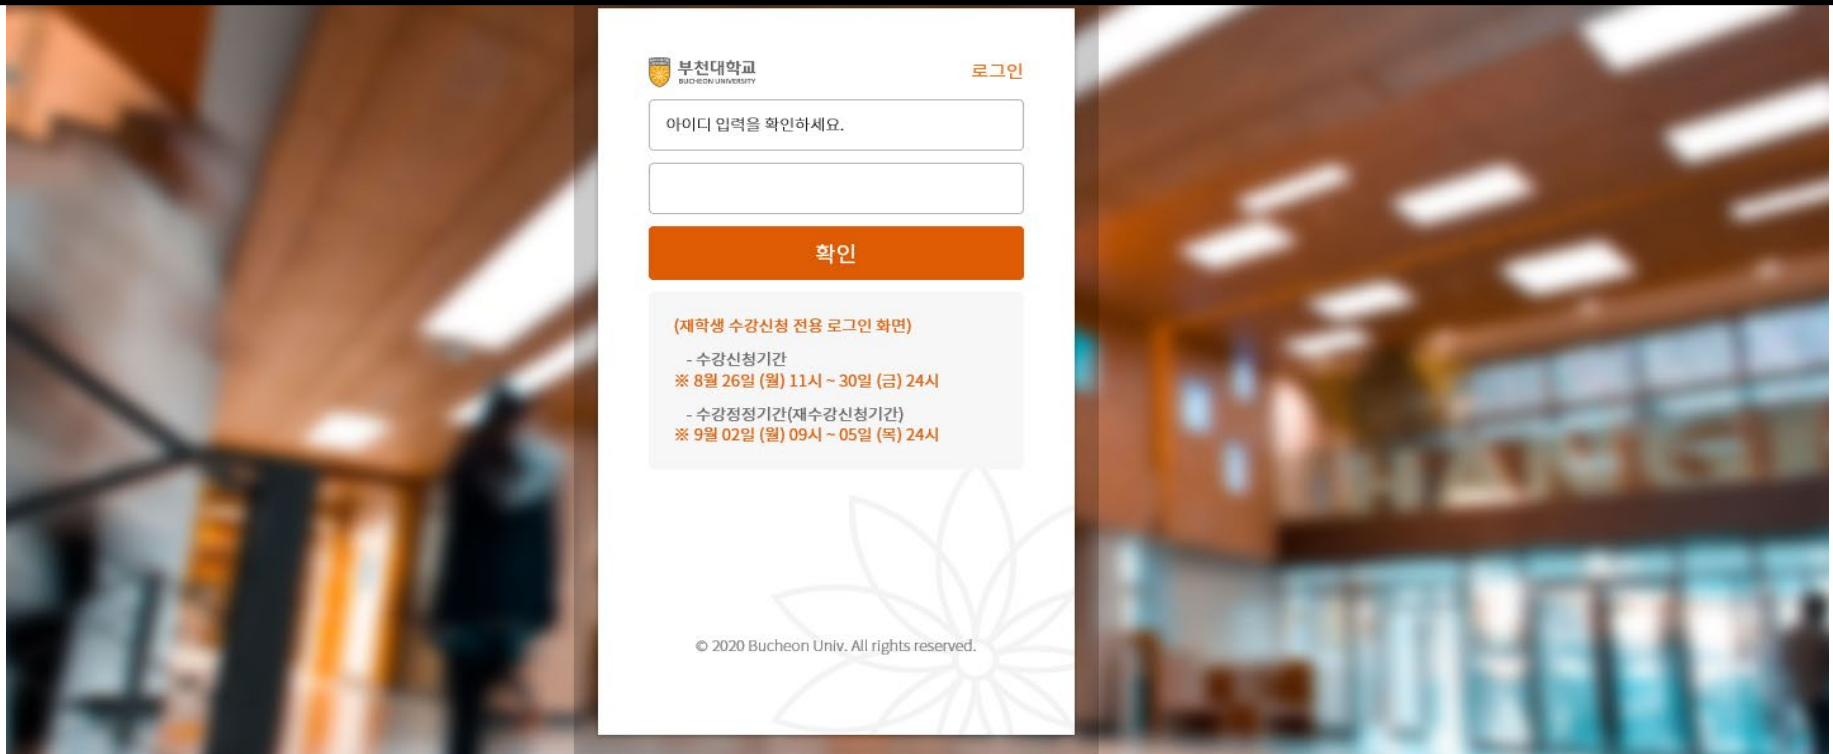 부천대학교
BUCHEON UNIVERSITY
로그인
아이디 입력을 확인하세요.
확인
(재학생 수강신청 전용 로그인 화면)
- 수강신청기간
※ 8월 26일 (월) 11시 ~ 30일 (금) 24시
- 수강정정기간(재수강신청기간)
※ 9월 02일 (월) 09시 ~ 05일 (목) 24시
© 2020 Bucheon Univ. All rights reserved.